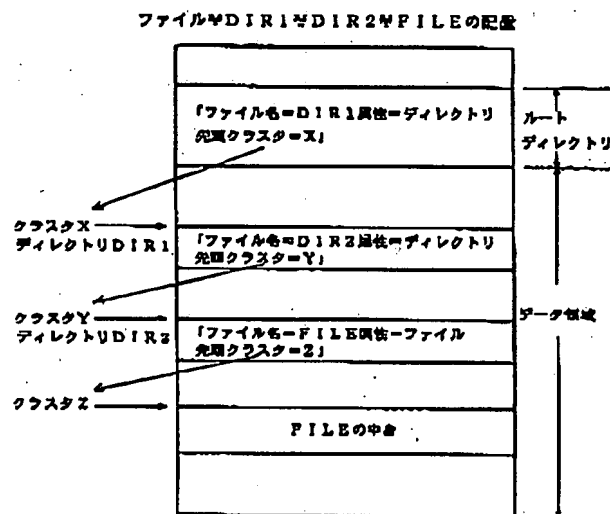 ファイル¥DIR1¥DIR2¥FILEの配置
「ファイル名=DIR1属性=ディレクトリ
先頭クラスター=X」
ルート
ディレクトリ
クラスタX
ディレクトリDIR1
「ファイル名=DIR2属性=ディレクトリ
先頭クラスター=Y」
クラスタY
ディレクトリDIR2
「ファイル名=FILE属性=ファイル
先頭クラスター=Z」
データ領域
クラスタZ
FILEの中身